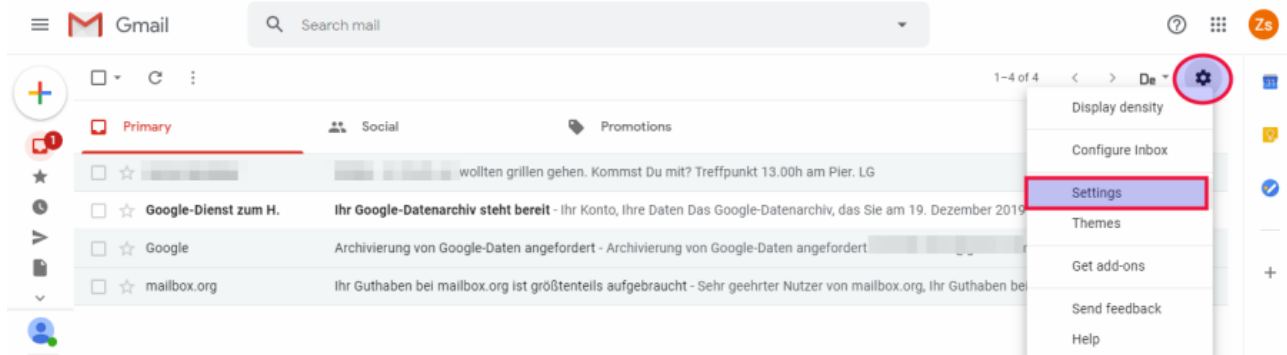 Gmail
Search mail
Zs
1–4 of 4
De
31
Display density
1
Primary
Social
Promotions
Configure Inbox
wollten grillen gehen. Kommst Du mit? Treffpunkt 13.00h am Pier. LG
Settings
Google-Dienst zum H.
Ihr Google-Datenarchiv steht bereit - Ihr Konto, Ihre Daten Das Google-Datenarchiv, das Sie am 19. Dezember 2019
Themes
Google
Archivierung von Google-Daten angefordert - Archivierung von Google-Daten angefordert
Get add-ons
mailbox.org
Ihr Guthaben bei mailbox.org ist größtenteils aufgebraucht - Sehr geehrter Nutzer von mailbox.org, Ihr Guthaben bei
Send feedback
Help